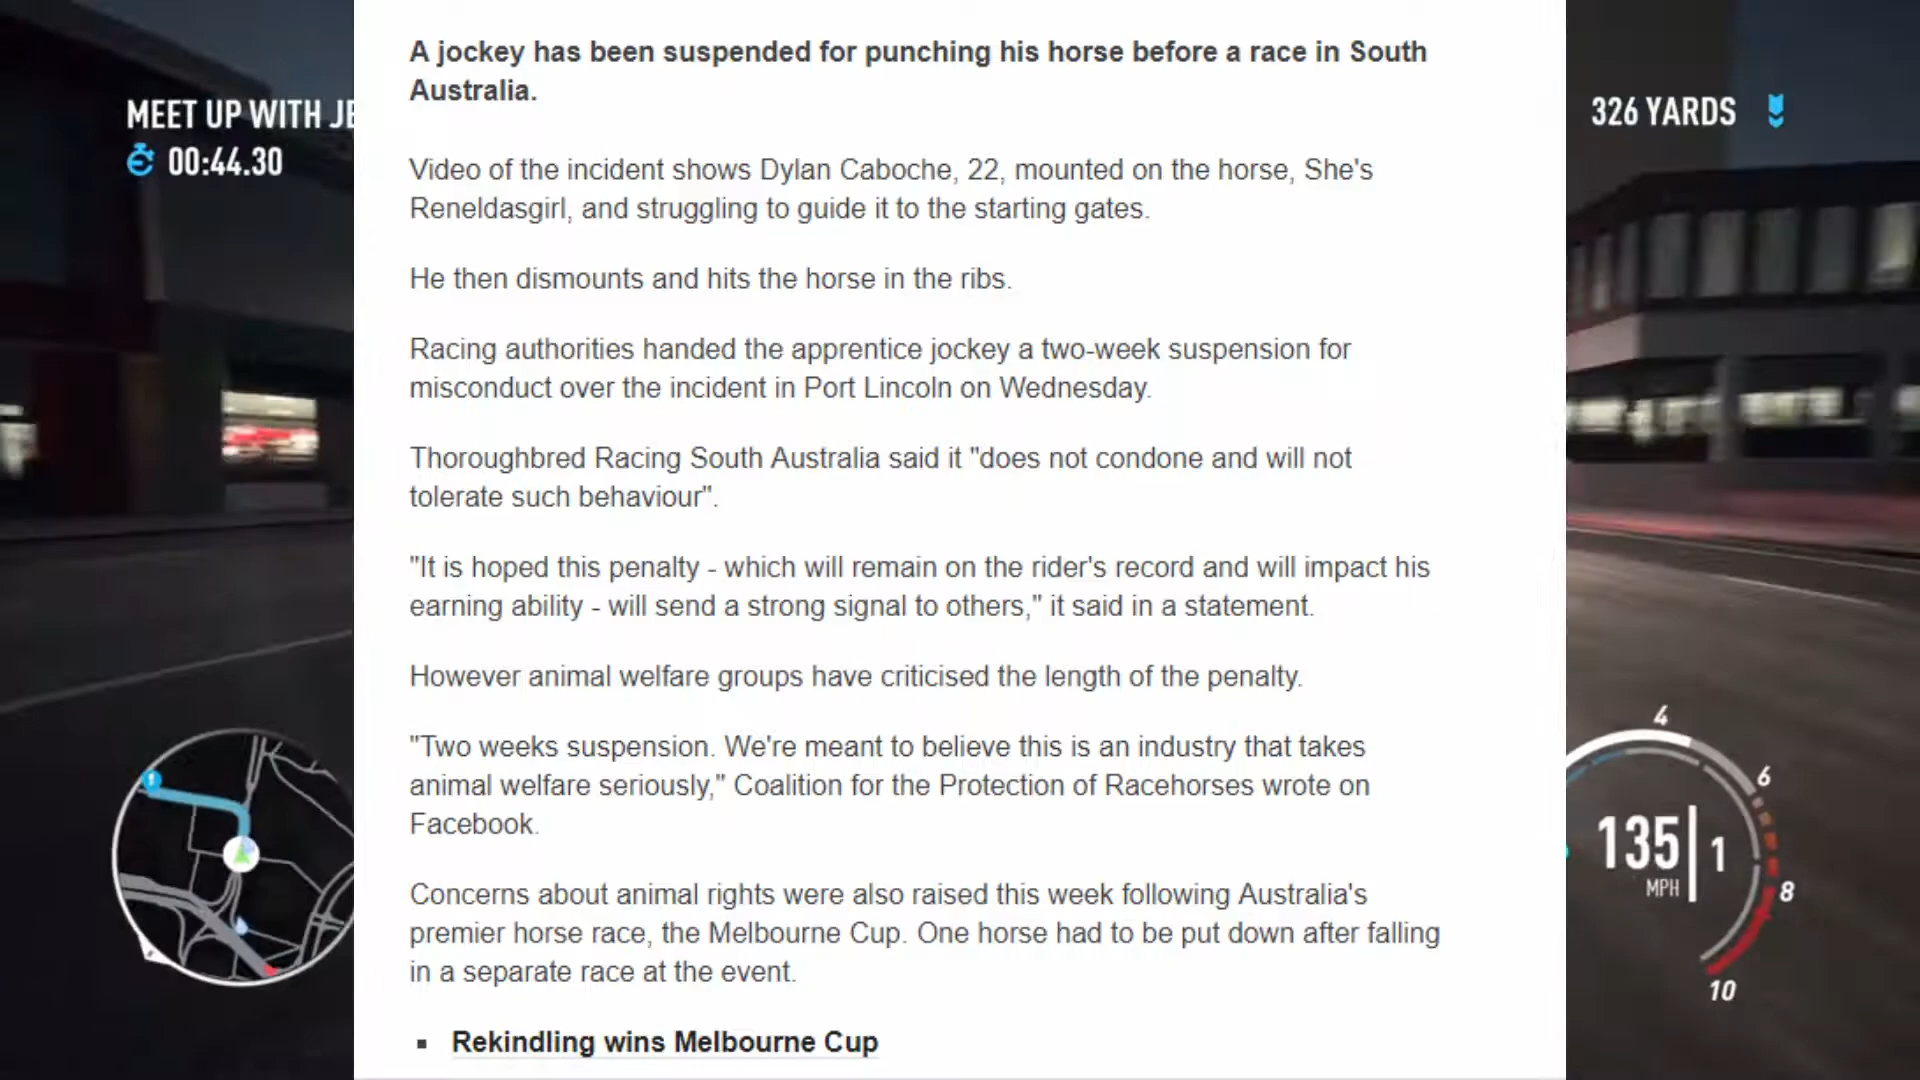 A jockey has been suspended for punching his horse before a race in South
Australia.
MEET UP WITH JE
00:44.30
326 YARDS
Video of the incident shows Dylan Caboche, 22, mounted on the horse, She's
Reneldasgirl, and struggling to guide it to the starting gates.
He then dismounts and hits the horse in the ribs.
Racing authorities handed the apprentice jockey a two-week suspension for
misconduct over the incident in Port Lincoln on Wednesday.
Thoroughbred Racing South Australia said it "does not condone and will not
tolerate such behaviour".
"It is hoped this penalty - which will remain on the rider's record and will impact his
earning ability - will send a strong signal to others," it said in a statement.
However animal welfare groups have criticised the length of the penalty.
"Two weeks suspension. We're meant to believe this is an industry that takes
animal welfare seriously," Coalition for the Protection of Racehorses wrote on
Facebook.
Concerns about animal rights were also raised this week following Australia's
premier horse race, the Melbourne Cup. One horse had to be put down after falling
in a separate race at the event.
▪ Rekindling wins Melbourne Cup
4
6
8
10
135 1
MPH